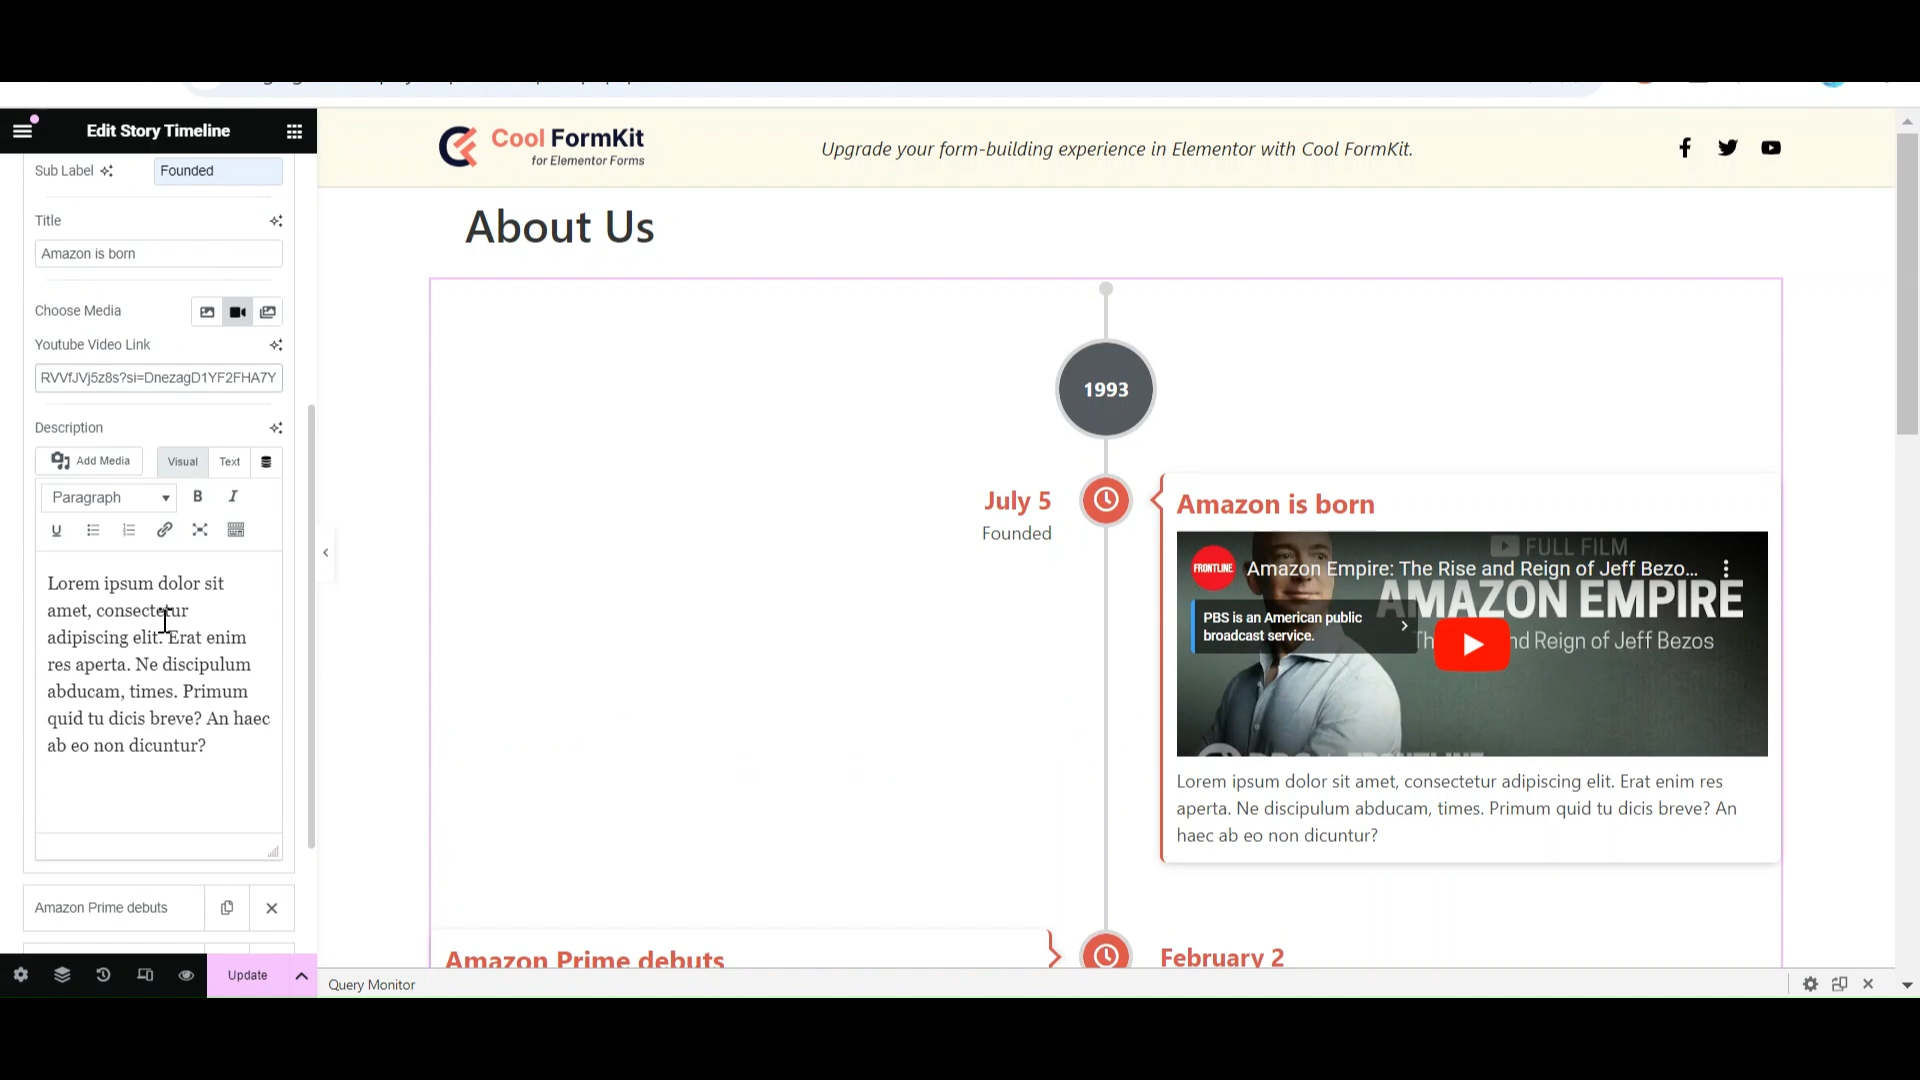 Edit Story Timeline
Sub Label
Founded
Title
Amazon is born
Choose Media
Youtube Video Link
RVVfJVj5z8s?si=DnezagD1YF2FHA7Y
Description
Add Media
Visual
Text
Paragraph
B
I
U
Lorem ipsum dolor sit
amet, consectetur
adipiscing elit. Erat enim
res aperta. Ne discipulum
abducam, times. Primum
quid tu dicis breve? An haec
ab eo non dicuntur?
Amazon Prime debuts
Update
Cool FormKit
for Elementor Forms
Upgrade your form-building experience in Elementor with Cool FormKit.
About Us
1993
July 5
Founded
Amazon is born
FULL FILM
FRONTLINE
Amazon Empire: The Rise and Reign of Jeff Bezo...
AMAZON EMPIRE
PBS is an American public
broadcast service.
nd Reign of Jeff Bezos
Lorem ipsum dolor sit amet, consectetur adipiscing elit. Erat enim res
aperta. Ne discipulum abducam, times. Primum quid tu dicis breve? An
haec ab eo non dicuntur?
Amazon Prime debuts
February 2
Query Monitor